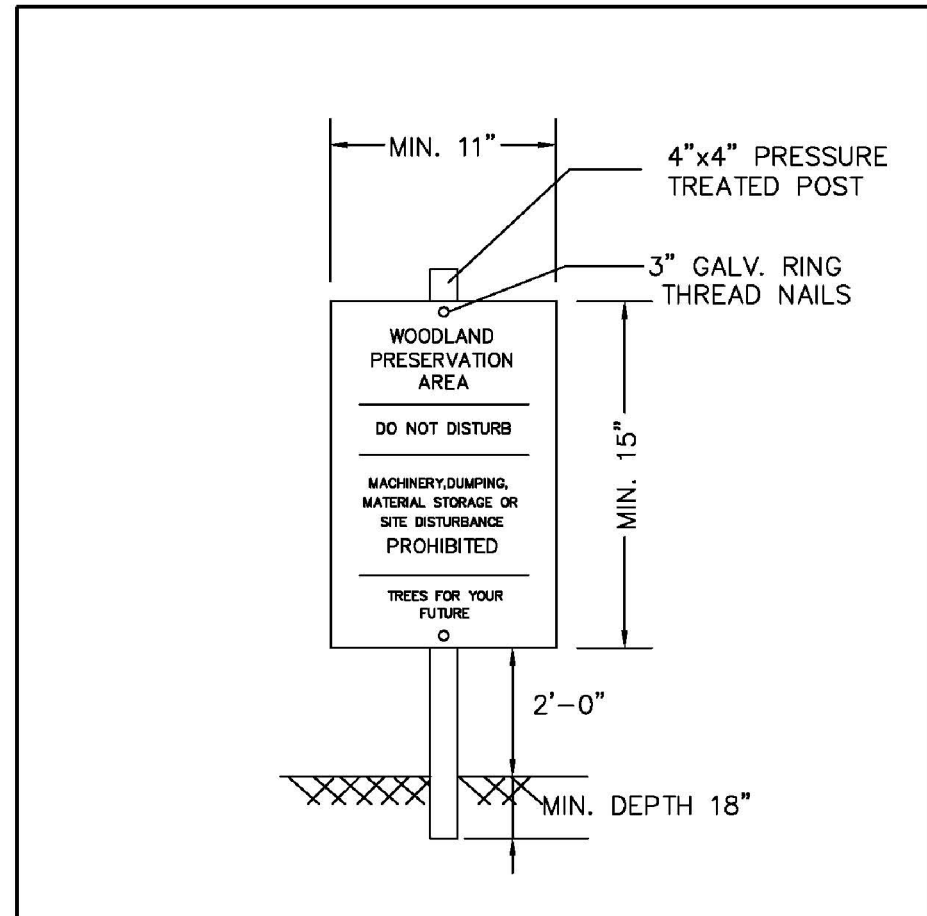 MIN. 11"
4"x4" PRESSURE
TREATED POST
3" GALV. RING
THREAD NAILS
WOODLAND
PRESERVATION
AREA
DO NOT DISTURB
MACHINERY,DUMPING,
MATERIAL STORAGE OR
SITE DISTURBANCE
PROHIBITED
TREES FOR YOUR
FUTURE
MIN. 15"
2'-0"
MIN. DEPTH 18"